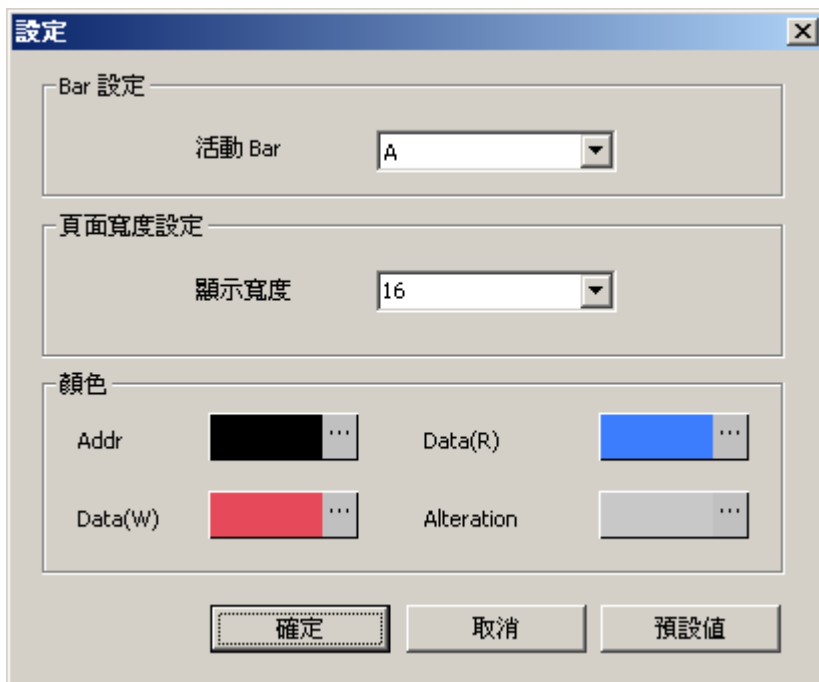 設定
Bar 設定
活動 Bar
A
頁面寬度設定
顯示寬度
16
顏色
Addr
...
Data(R)
...
Data(W)
...
Alteration
...
確定
取消
預設值